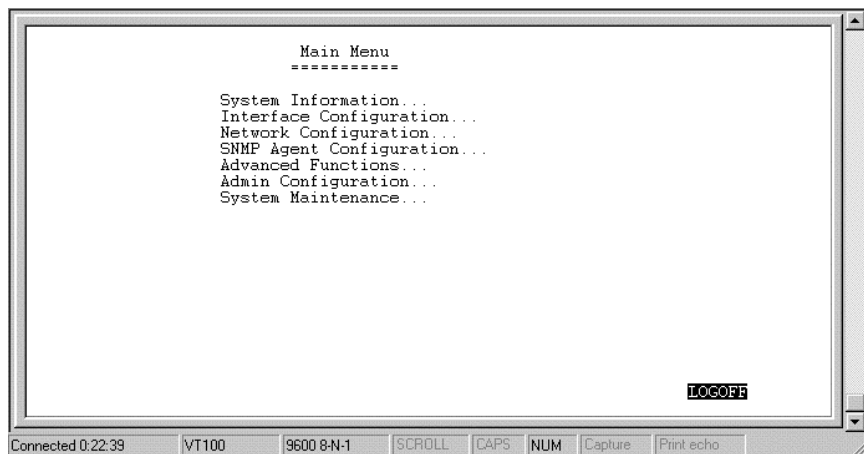 Main Menu
===========
System Information...
Interface Configuration...
Network Configuration...
SNMP Agent Configuration...
Advanced Functions...
Admin Configuration...
System Maintenance...
LOGOFF
Connected 0:22:39 VT100 9600 8-N-1 SCROLL CAPS NUM Capture Print echo